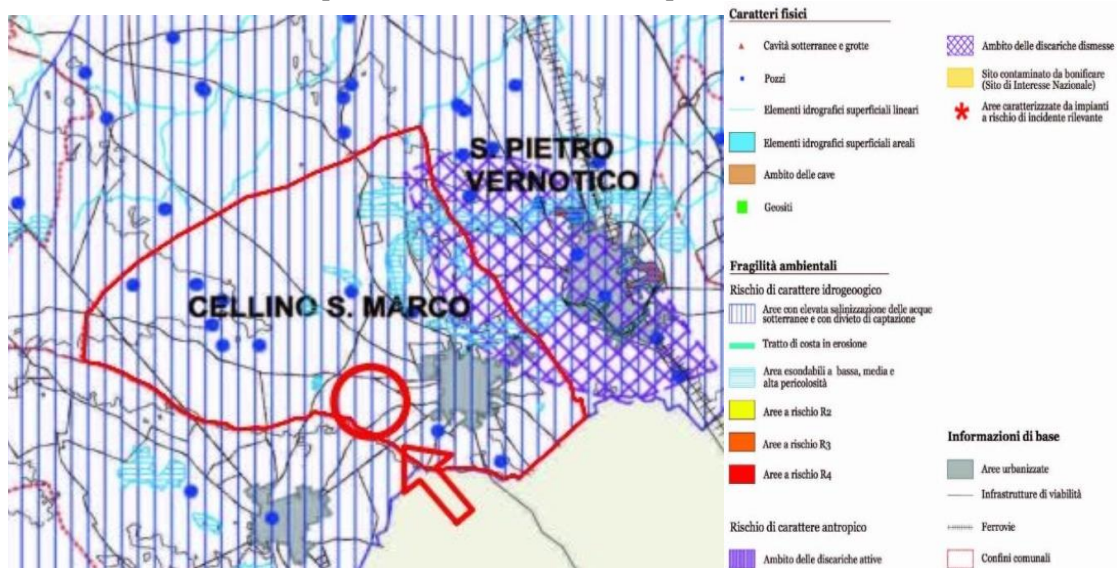 S. PIETRO
VERNOTICO
CELLINO S. MARCO
Caratteri fisici
Cavità sotterranee e grotte
Pozzi
Elementi idrografici superficiali lineari
Elementi idrografici superficiali areali
Ambito delle cave
Geositi
Fragilità ambientali
Rischio di carattere idrogeoogico
Aree con elevata salinizzazione delle acque
sotterranee e con divieto di captazione
Tratto di costa in erosione
Area esondabili a bassa, media e
alta pericolosità
Aree a rischio R2
Aree a rischio R3
Aree a rischio R4
Rischio di carattere antropico
Ambito delle discariche attive
Ambito delle discariche dismesse
Sito contaminato da bonificare
(Sito di Interesse Nazionale)
Aree caratterizzate da impianti
a rischio di incidente rilevante
Informazioni di base
Aree urbanizzate
Infrastrutture di viabilità
Ferrovie
Confini comunali